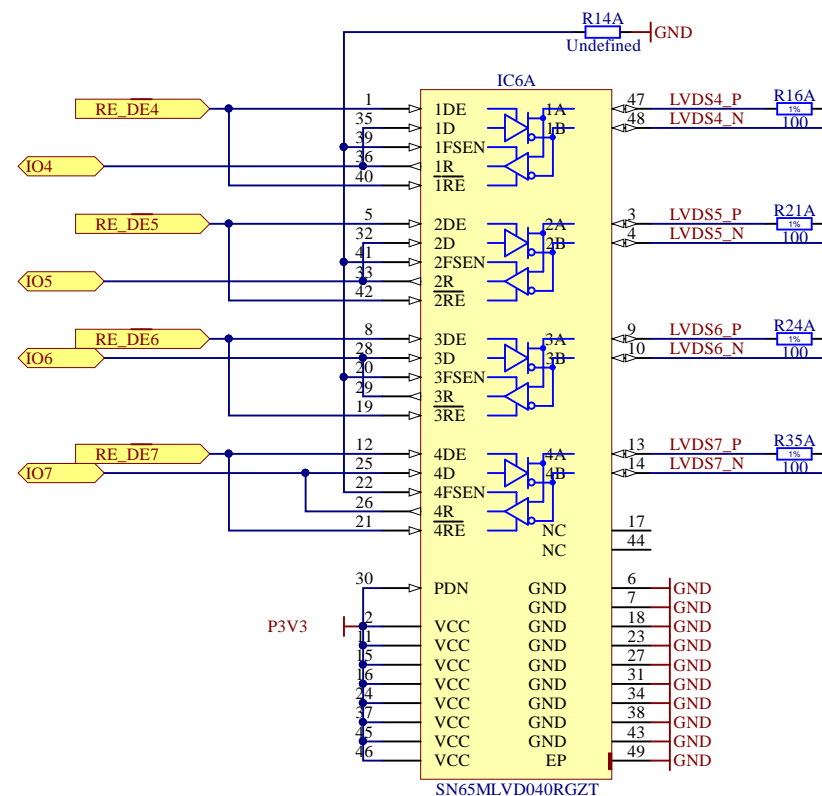 R14A
GND
Undefined
IC6A
RE_DE4
1
1DE
1A
47
LVDS4_P
R16A
1%
35
1D
1B
48
LVDS4_N
100
39
1FSEN
IO4
36
1R
40
1RE
RE_DE5
5
2DE
2A
3
LVDS5_P
R21A
1%
32
2D
2B
4
LVDS5_N
100
41
2FSEN
IO5
33
2R
42
2RE
RE_DE6
8
3DE
3A
9
LVDS6_P
R24A
1%
IO6
28
3D
3B
10
LVDS6_N
100
20
3FSEN
29
3R
19
3RE
RE_DE7
12
4DE
4A
13
LVDS7_P
R35A
1%
IO7
25
4D
4B
14
LVDS7_N
100
22
4FSEN
26
4R
21
4RE
NC
17
NC
44
30
PDN
GND
6
GND
GND
7
GND
P3V3
2
VCC
GND
18
GND
11
VCC
GND
23
GND
15
VCC
GND
27
GND
16
VCC
GND
31
GND
24
VCC
GND
34
GND
37
VCC
GND
38
GND
45
VCC
GND
43
GND
46
VCC
EP
49
GND
SN65MLVD040RGZT